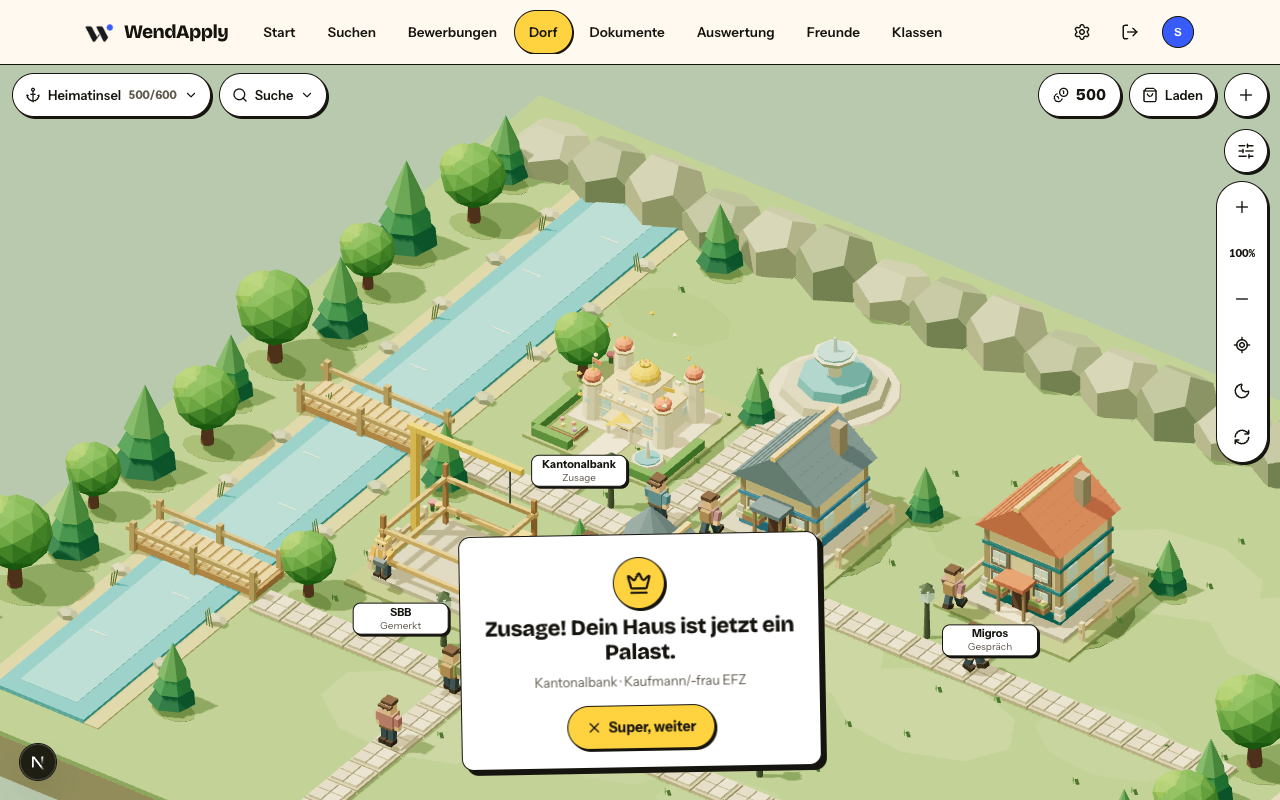 WendApply
Start
Suchen
Bewerbungen
Dorf
Dokumente
Auswertung
Freunde
Klassen
S
Heimatinsel 500/600
Suche
500
Laden
100%
Kantonalbank
Zusage
SBB
Gemerkt
Migros
Gespräch
Zusage! Dein Haus ist jetzt ein
Palast.
Kantonalbank · Kaufmann/-frau EFZ
Super, weiter
N